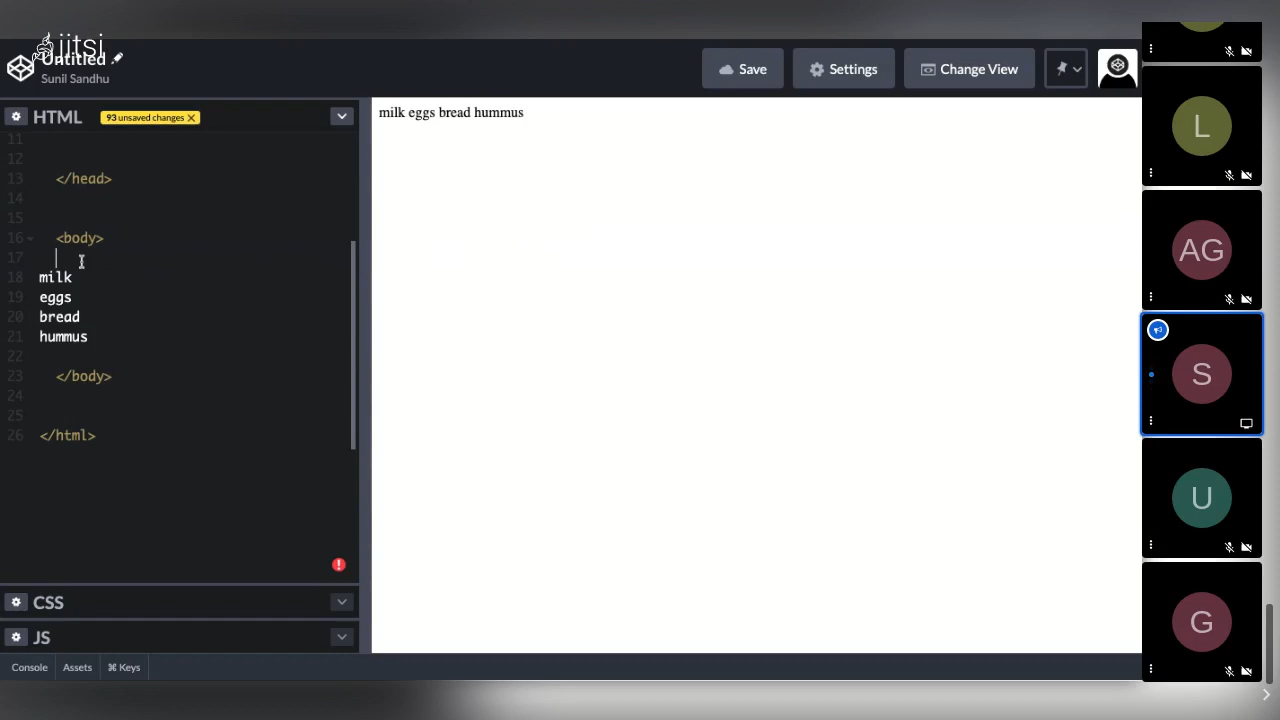 jitsi
Untitled
Sunil Sandhu
Save
Settings
Change View
HTML
93 unsaved changes X
11
12
13 </head>
14
15
16 <body>
17
18 milk
19 eggs
20 bread
21 hummus
22
23 </body>
24
25
26 </html>
!
CSS
JS
Console
Assets
⌘ Keys
milk eggs bread hummus
L
AG
S
U
G